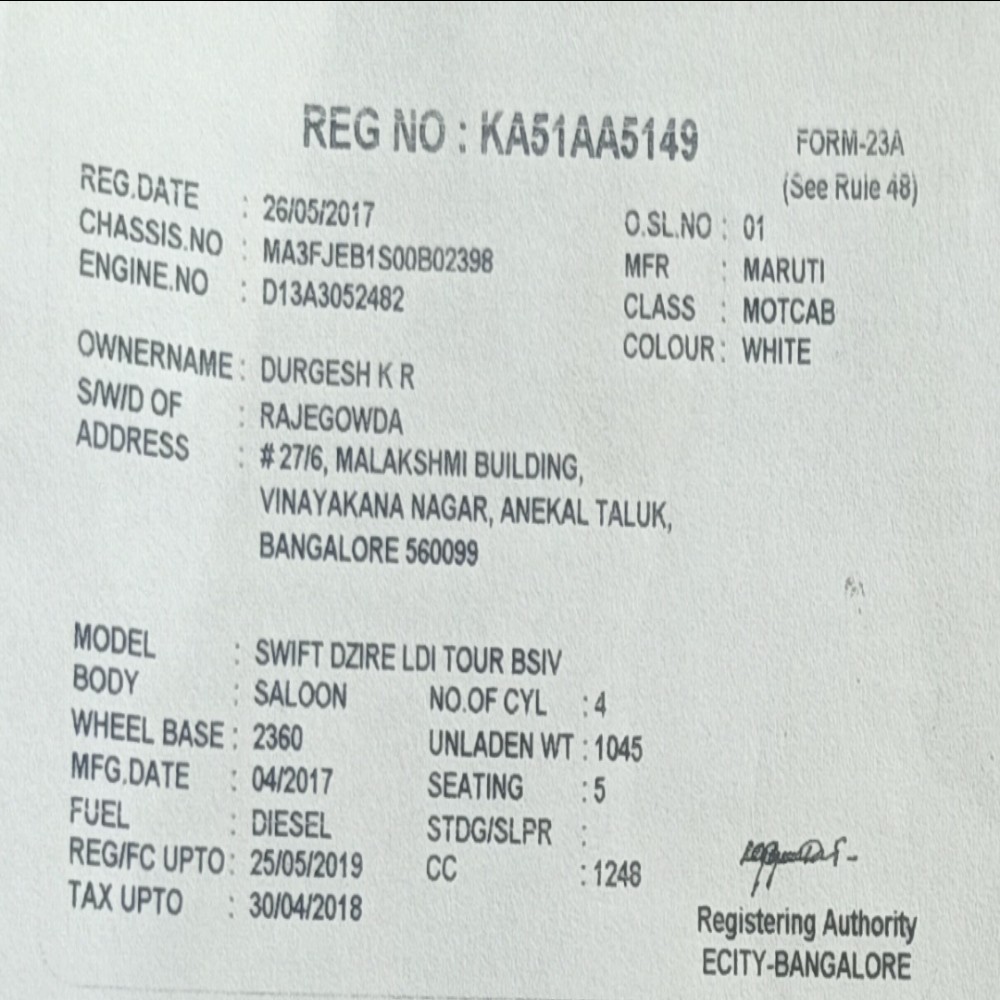 REG NO : KA51AA5149
FORM-23A
(See Rule 48)
REG.DATE : 26/05/2017
O.SL.NO : 01
CHASSIS.NO : MA3FJEB1S00B02398
MFR : MARUTI
ENGINE.NO : D13A3052482
CLASS : MOTCAB
COLOUR : WHITE
OWNERNAME : DURGESH K R
S/W/D OF : RAJEGOWDA
ADDRESS : # 27/6, MALAKSHMI BUILDING,
VINAYAKANA NAGAR, ANEKAL TALUK,
BANGALORE 560099
MODEL : SWIFT DZIRE LDI TOUR BSIV
BODY : SALOON NO.OF CYL : 4
WHEEL BASE : 2360 UNLADEN WT : 1045
MFG.DATE : 04/2017 SEATING : 5
FUEL : DIESEL STDG/SLPR :
REG/FC UPTO : 25/05/2019 CC : 1248
TAX UPTO : 30/04/2018
Registering Authority
ECITY-BANGALORE